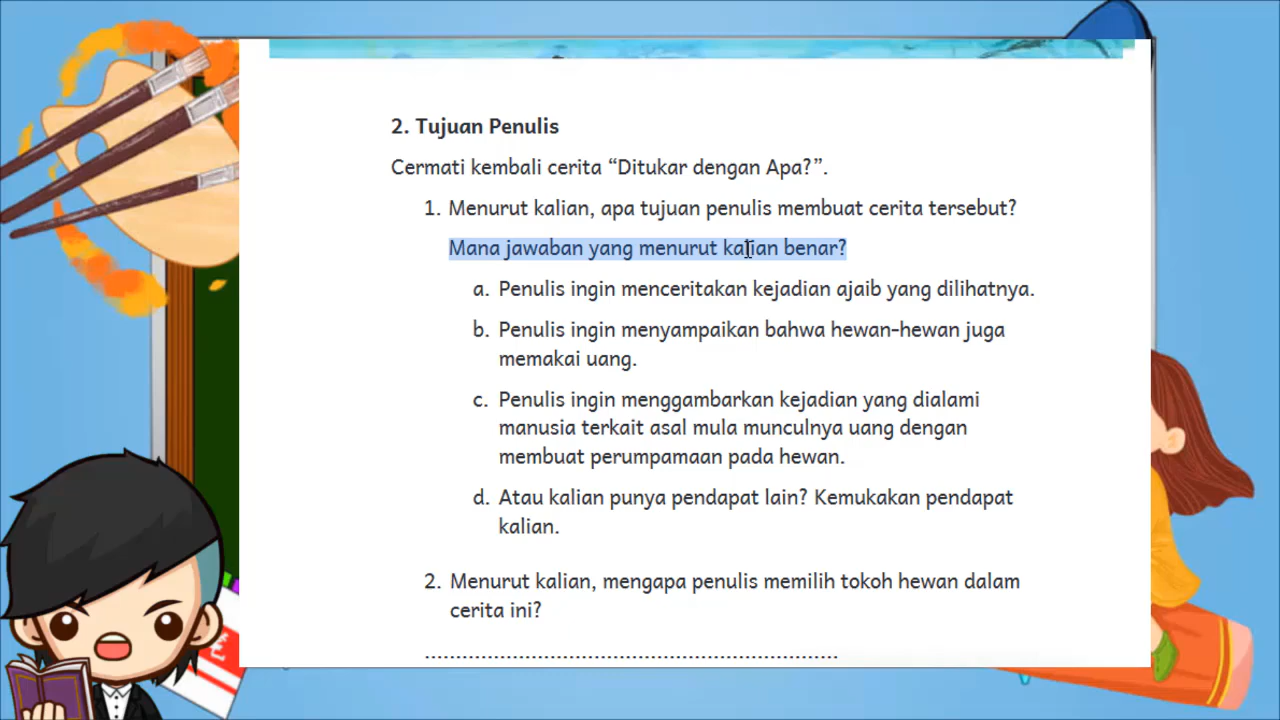 2. Tujuan Penulis
Cermati kembali cerita “Ditukar dengan Apa?”.
1. Menurut kalian, apa tujuan penulis membuat cerita tersebut?
Mana jawaban yang menurut kalian benar?
a. Penulis ingin menceritakan kejadian ajaib yang dilihatnya.
b. Penulis ingin menyampaikan bahwa hewan-hewan juga
memakai uang.
c. Penulis ingin menggambarkan kejadian yang dialami
manusia terkait asal mula munculnya uang dengan
membuat perumpamaan pada hewan.
d. Atau kalian punya pendapat lain? Kemukakan pendapat
kalian.
2. Menurut kalian, mengapa penulis memilih tokoh hewan dalam
cerita ini?
..................................................................